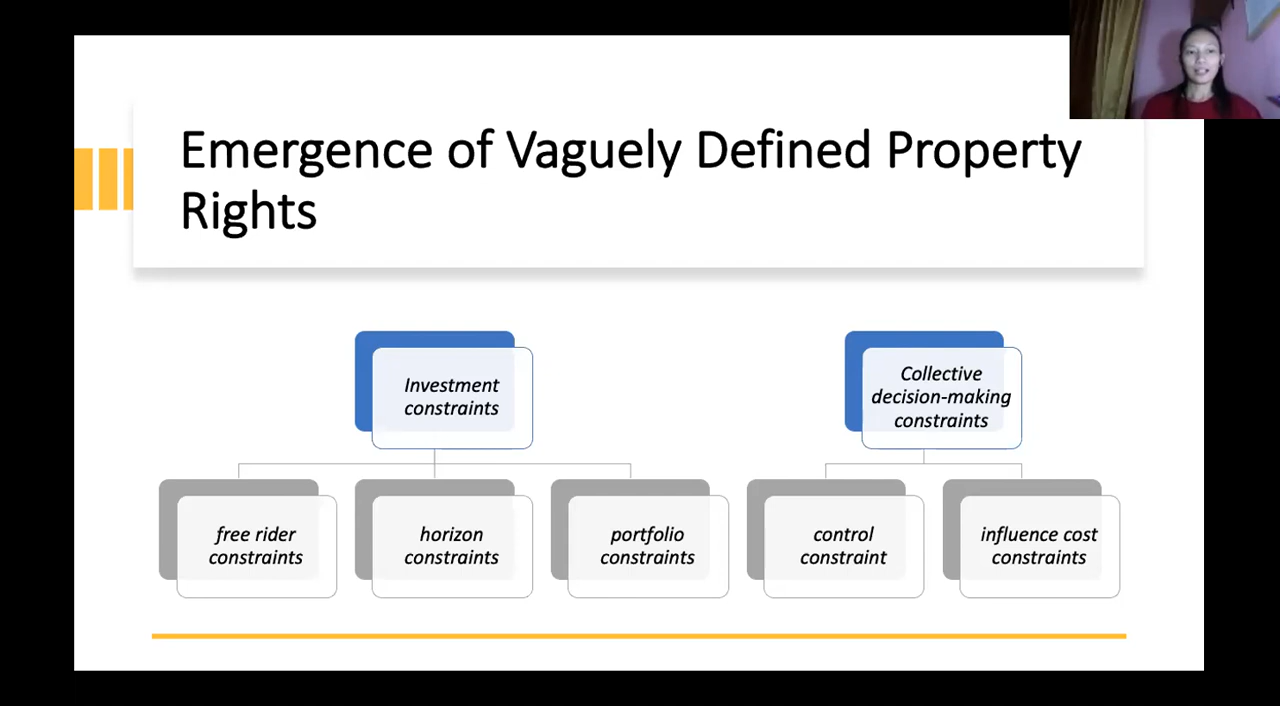 Emergence of Vaguely Defined Property
Rights
Investment
constraints
Collective
decision-making
constraints
free rider
constraints
horizon
constraints
portfolio
constraints
control
constraint
influence cost
constraints